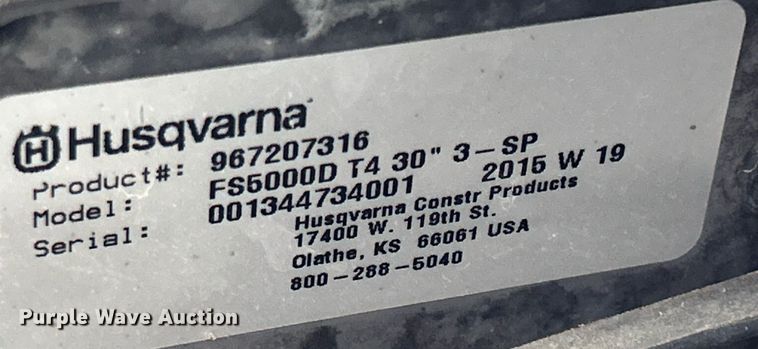 Husqvarna
Product#: 967207316
Model: FS5000D T4 30" 3-SP
Serial: 001344734001 2015 W 19
Husqvarna Constr Products
17400 W. 119th St.
Olathe, KS 66061 USA
800-288-5040
Purple Wave Auction